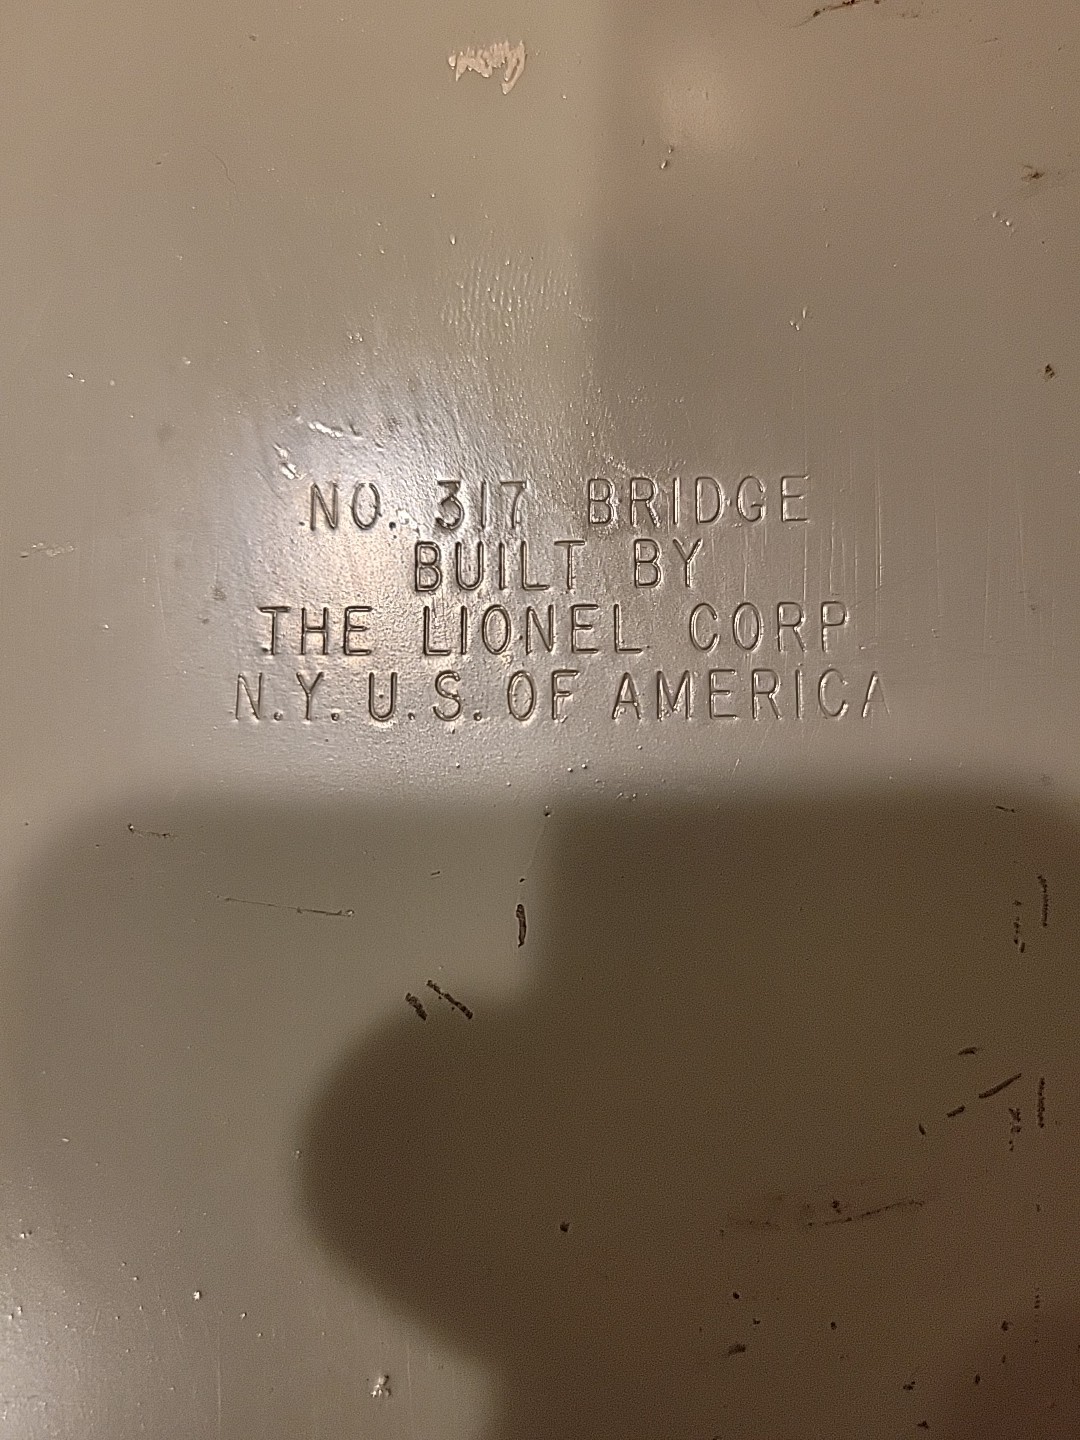 NO. 317 BRIDGE
BUILT BY
THE LIONEL CORP
N.Y. U.S. OF AMERICA